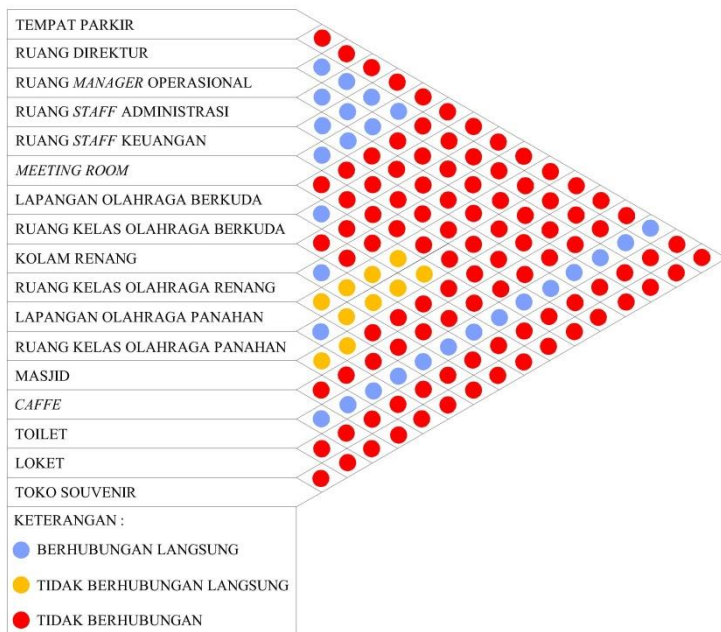 TEMPAT PARKIR
RUANG DIREKTUR
RUANG MANAGER OPERASIONAL
RUANG STAFF ADMINISTRASI
RUANG STAFF KEUANGAN
MEETING ROOM
LAPANGAN OLAHRAGA BERKUDA
RUANG KELAS OLAHRAGA BERKUDA
KOLAM RENANG
RUANG KELAS OLAHRAGA RENANG
LAPANGAN OLAHRAGA PANAHAN
RUANG KELAS OLAHRAGA PANAHAN
MASJID
CAFFE
TOILET
LOKET
TOKO SOUVENIR
KETERANGAN :
BERHUBUNGAN LANGSUNG
TIDAK BERHUBUNGAN LANGSUNG
TIDAK BERHUBUNGAN